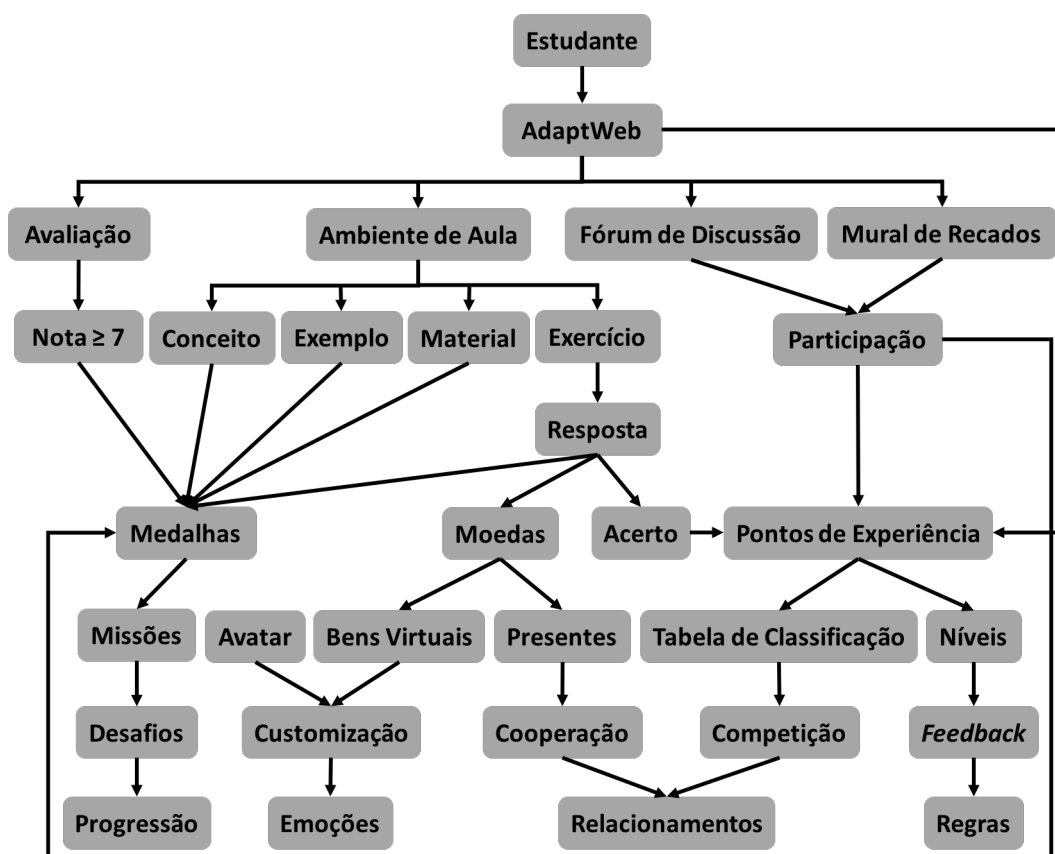 Estudante
AdaptWeb
Avaliação
Ambiente de Aula
Fórum de Discussão
Mural de Recados
Nota ≥ 7
Conceito
Exemplo
Material
Exercício
Participação
Resposta
Medalhas
Moedas
Acerto
Pontos de Experiência
Missões
Avatar
Bens Virtuais
Presentes
Tabela de Classificação
Níveis
Desafios
Customização
Cooperação
Competição
Feedback
Progressão
Emoções
Relacionamentos
Regras